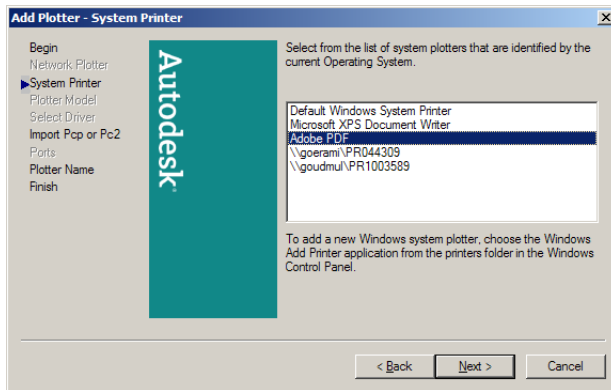 Add Plotter - System Printer
Begin
Network Plotter
System Printer
Plotter Model
Select Driver
Import Pcp or Pc2
Ports
Plotter Name
Finish
Autodesk
Select from the list of system plotters that are identified by the
current Operating System.
Default Windows System Printer
Microsoft XPS Document Writer
Adobe PDF
\\goerami\PR044309
\\goudmul\PR1003589
To add a new Windows system plotter, choose the Windows
Add Printer application from the printers folder in the Windows
Control Panel.
< Back
Next >
Cancel